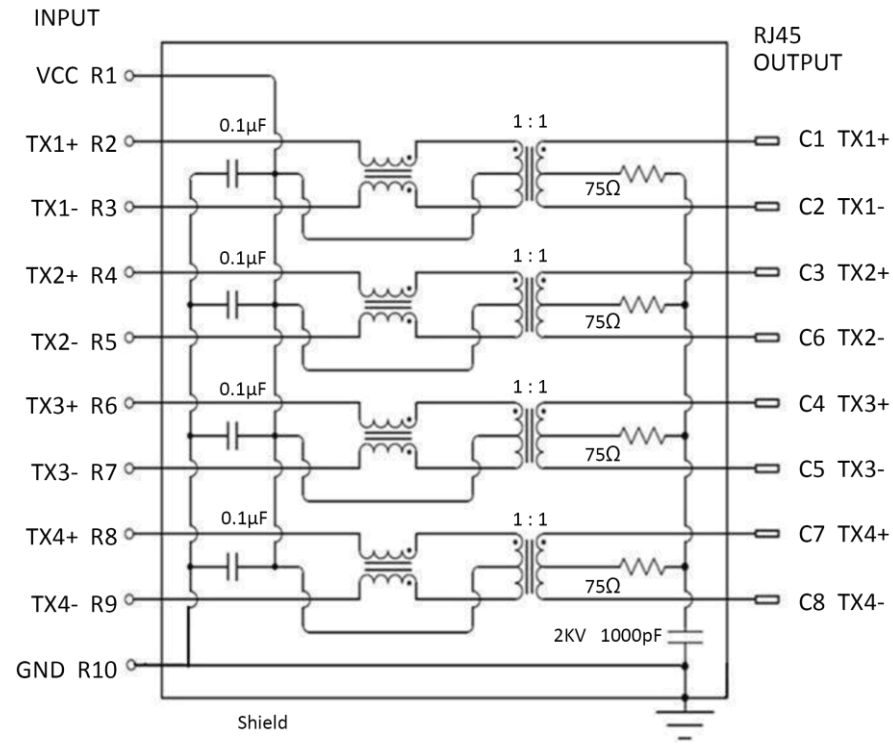 INPUT
RJ45
OUTPUT
VCC R1
0.1µF
1 : 1
TX1+ R2
C1 TX1+
75Ω
TX1- R3
C2 TX1-
0.1µF
1 : 1
TX2+ R4
C3 TX2+
75Ω
TX2- R5
C6 TX2-
0.1µF
1 : 1
TX3+ R6
C4 TX3+
75Ω
TX3- R7
C5 TX3-
0.1µF
1 : 1
TX4+ R8
C7 TX4+
75Ω
TX4- R9
C8 TX4-
2KV 1000pF
GND R10
Shield